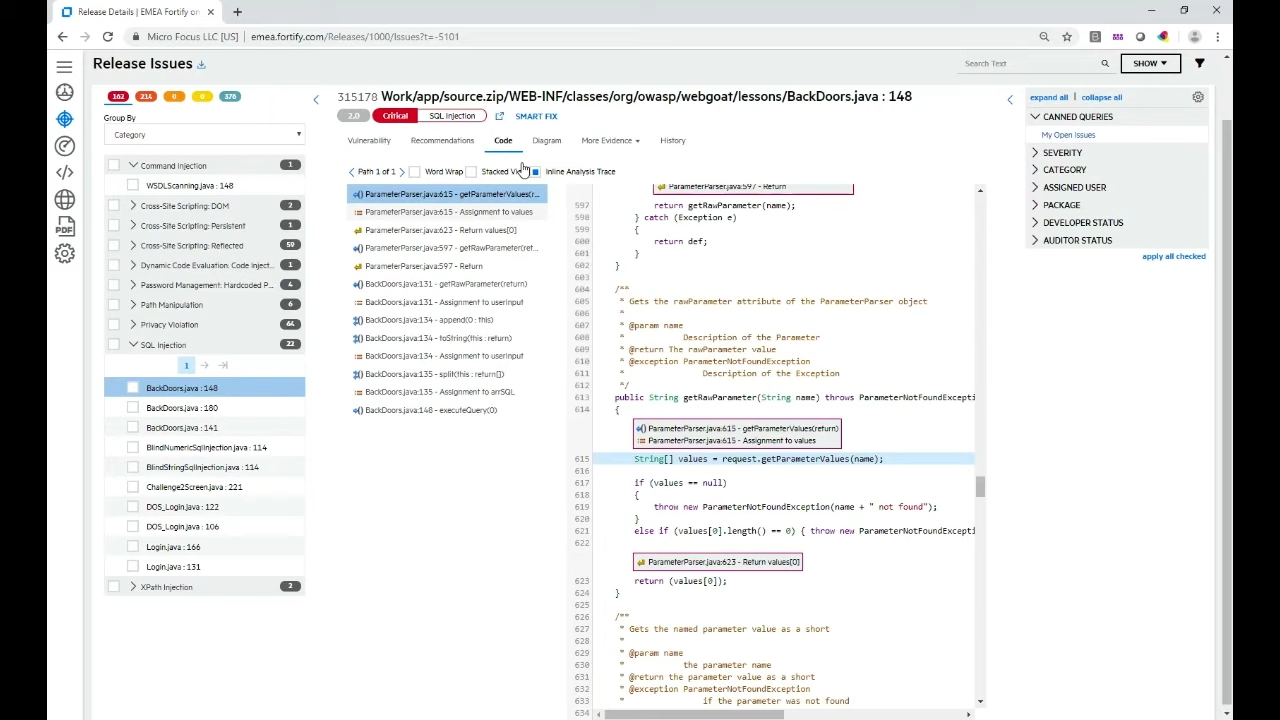 Release Details | EMEA Fortify o
Micro Focus LLC [US] | emea.fortify.com/Releases/1000/Issues?t=-5101
Release Issues
Search Text
SHOW
162 214 0 0 376
Group By
Category
Command Injection 1
WSDLScanning.java : 148
Cross-Site Scripting: DOM 2
Cross-Site Scripting: Persistent 1
Cross-Site Scripting: Reflected 59
Dynamic Code Evaluation: Code Inject... 1
Password Management: Hardcoded P... 4
Path Manipulation 6
Privacy Violation 64
SQL Injection 22
1
BackDoors.java : 148
BackDoors.java : 180
BackDoors.java : 141
BlindNumericSqlInjection.java : 114
BlindStringSqlInjection.java : 114
Challenge2Screen.java : 221
DOS_Login.java : 122
DOS_Login.java : 106
Login.java : 166
Login.java : 131
XPath Injection 2
315178 Work/app/source.zip/WEB-INF/classes/org/owasp/webgoat/lessons/BackDoors.java : 148
2.0 Critical SQL Injection SMART FIX
Vulnerability Recommendations Code Diagram More Evidence History
Path 1 of 1 Word Wrap Stacked Vi Inline Analysis Trace
ParameterParser.java:615 - getParameterValues(r...
ParameterParser.java:615 - Assignment to values
ParameterParser.java:623 - Return values[0]
ParameterParser.java:597 - getRawParameter(ret...
ParameterParser.java:597 - Return
BackDoors.java:131 - getRawParameter(return)
BackDoors.java:131 - Assignment to userInput
BackDoors.java:134 - append(0 : this)
BackDoors.java:134 - toString(this : return)
BackDoors.java:134 - Assignment to userInput
BackDoors.java:135 - split(this : return[])
BackDoors.java:135 - Assignment to arrSQL
BackDoors.java:148 - executeQuery(0)
ParameterParser.java:597 - Return
597 return getRawParameter(name);
598 } catch (Exception e)
599 {
600 return def;
601 }
602 }
603
604 /**
605 * Gets the rawParameter attribute of the ParameterParser object
606 *
607 * @param name
608 * Description of the Parameter
609 * @return The rawParameter value
610 * @exception ParameterNotFoundException
611 * Description of the Exception
612 */
613 public String getRawParameter(String name) throws ParameterNotFoundExcepti
614 {
ParameterParser.java:615 - getParameterValues(return)
ParameterParser.java:615 - Assignment to values
615 String[] values = request.getParameterValues(name);
616
617 if (values == null)
618 {
619 throw new ParameterNotFoundException(name + " not found");
620 }
621 else if (values[0].length() == 0) { throw new ParameterNotFoundExcepti
622
ParameterParser.java:623 - Return values[0]
623 return (values[0]);
624 }
625
626 /**
627 * Gets the named parameter value as a short
628 *
629 * @param name
630 * the parameter name
631 * @return the parameter value as a short
632 * @exception ParameterNotFoundException
633 * if the parameter was not found
634
expand all | collapse all
CANNED QUERIES
My Open Issues
SEVERITY
CATEGORY
ASSIGNED USER
PACKAGE
DEVELOPER STATUS
AUDITOR STATUS
apply all checked
PDF